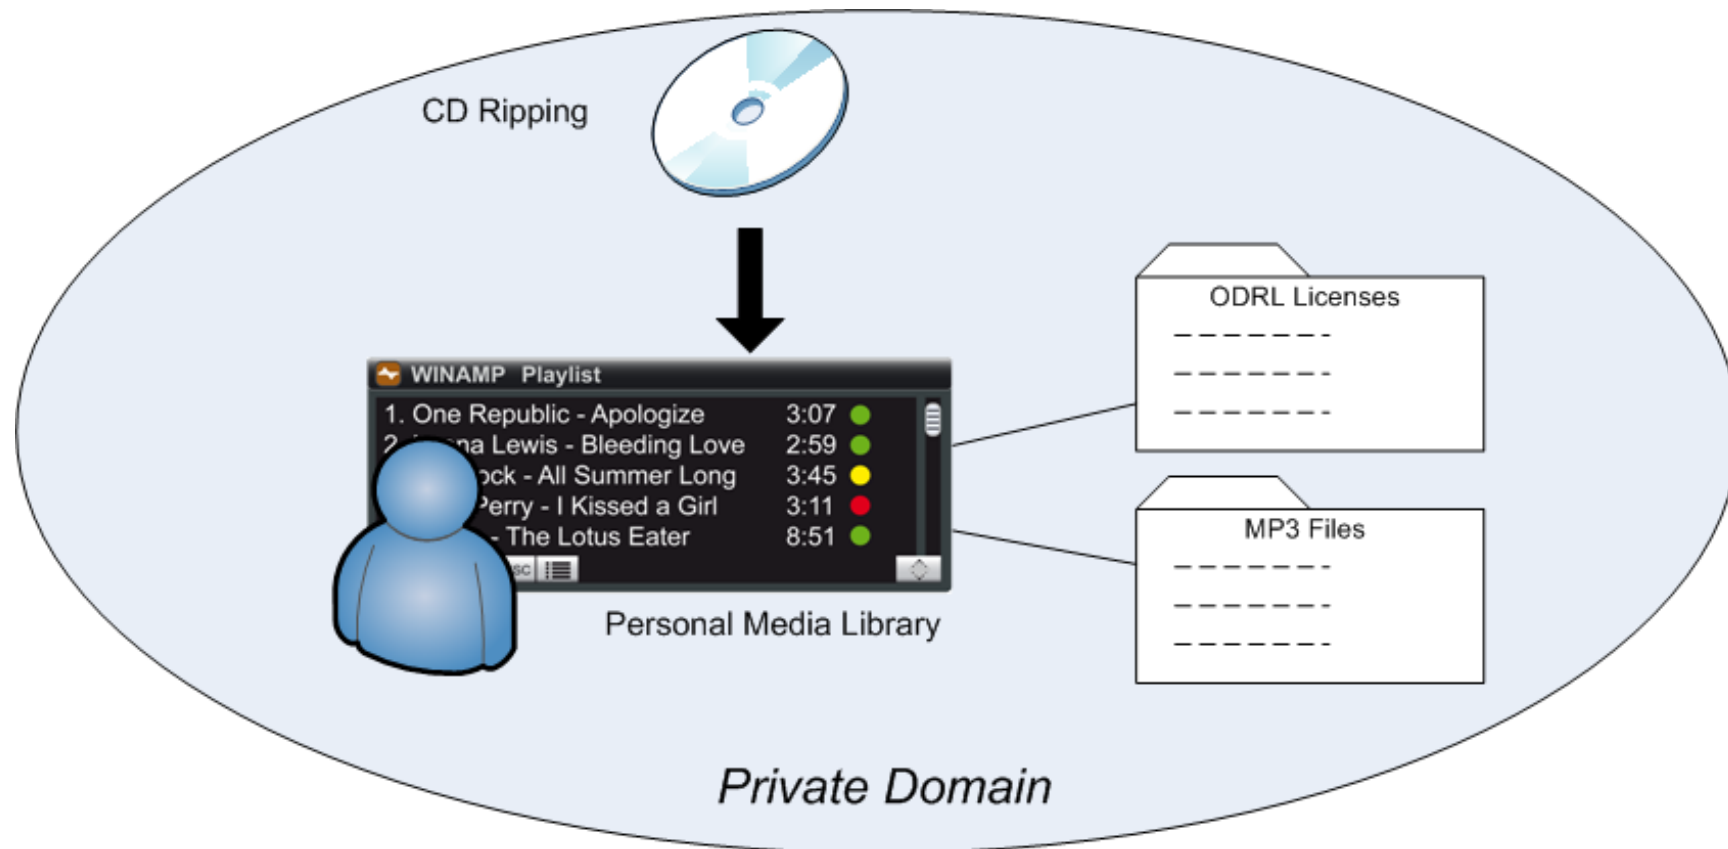 CD Ripping
WINAMP Playlist
1. One Republic - Apologize 3:07
2. Lewis - Bleeding Love 2:59
- All Summer Long 3:45
Perry - I Kissed a Girl 3:11
- The Lotus Eater 8:51
Personal Media Library
ODRL Licenses
MP3 Files
Private Domain